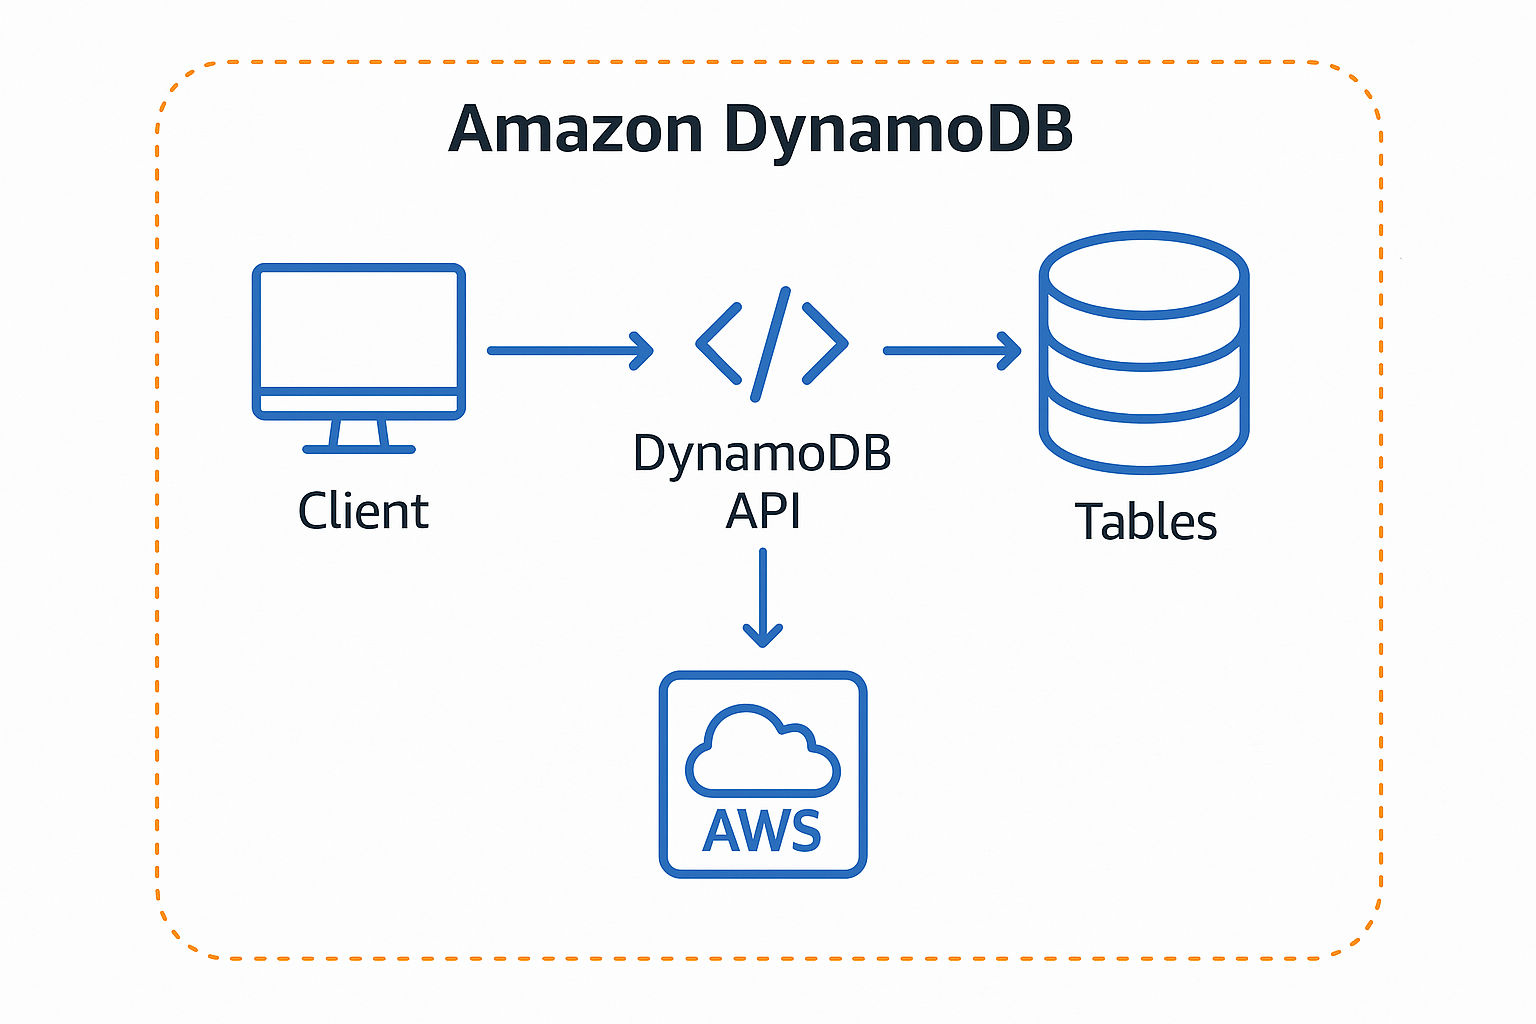 Amazon DynamoDB
Client
DynamoDB
API
Tables
AWS